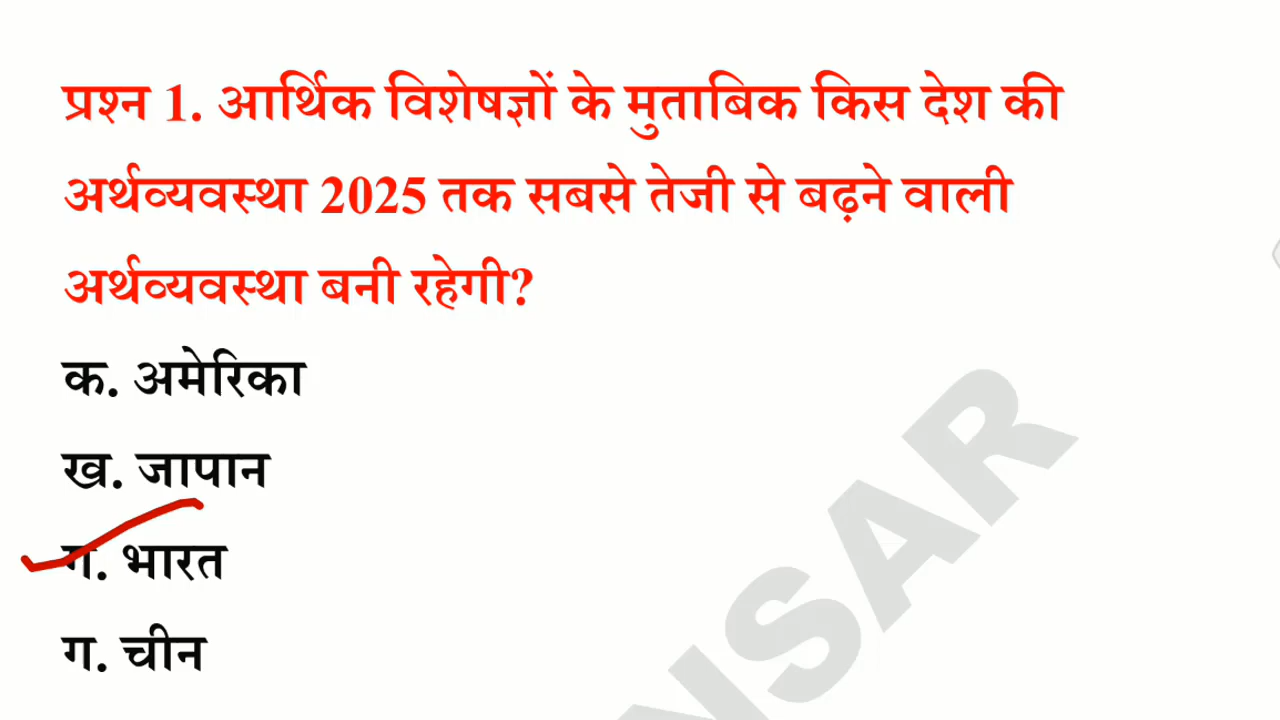 प्रश्न 1. आर्थिक विशेषज्ञों के मुताबिक किस देश की
अर्थव्यवस्था 2025 तक सबसे तेजी से बढ़ने वाली
अर्थव्यवस्था बनी रहेगी?
क. अमेरिका
ख. जापान
ग. भारत
ग. चीन
NSAR